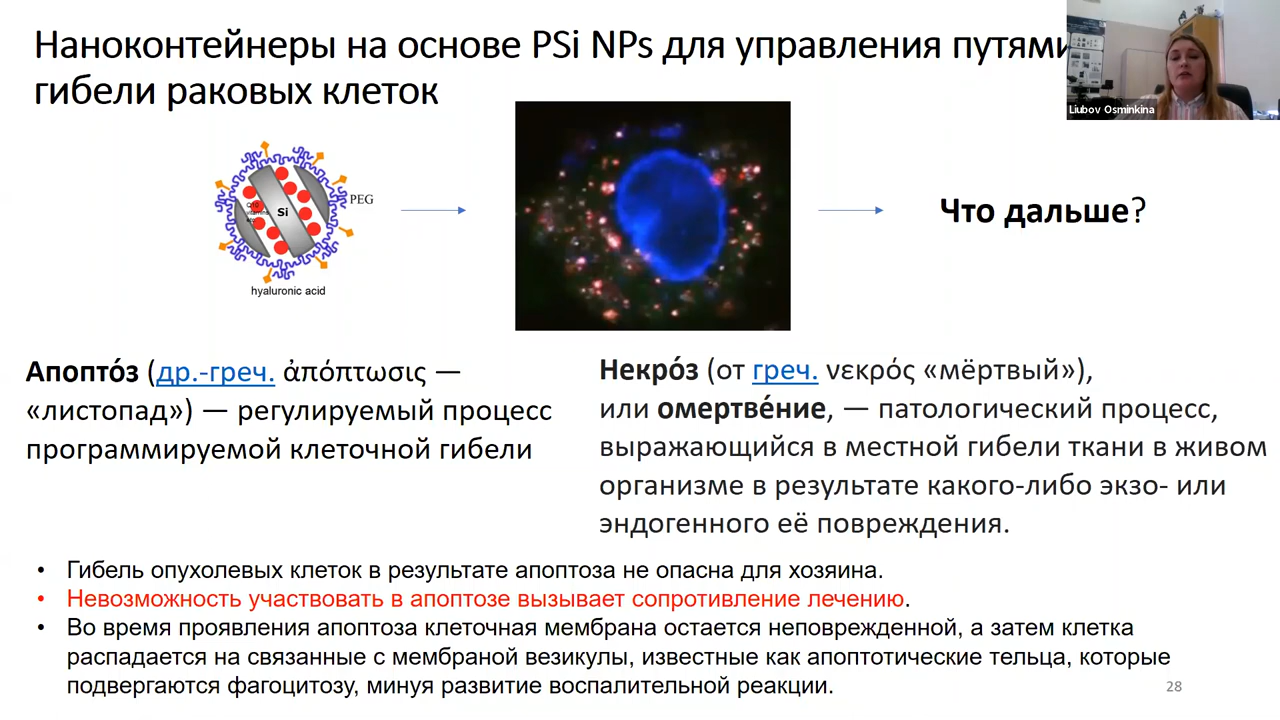 Наноконтейнеры на основе PSi NPs для управления путями
гибели раковых клеток
Liubov Osminkina
PEG
Si
hyaluronic acid
Что дальше?
Апопто́з (др.-греч. ἀπόπτωσις —
«листопад») — регулируемый процесс
программируемой клеточной гибели
Некро́з (от греч. νεκρός «мёртвый»),
или омертве́ние, — патологический процесс,
выражающийся в местной гибели ткани в живом
организме в результате какого-либо экзо- или
эндогенного её повреждения.
• Гибель опухолевых клеток в результате апоптоза не опасна для хозяина.
• Невозможность участвовать в апоптозе вызывает сопротивление лечению.
• Во время проявления апоптоза клеточная мембрана остается неповрежденной, а затем клетка
распадается на связанные с мембраной везикулы, известные как апоптотические тельца, которые
подвергаются фагоцитозу, минуя развитие воспалительной реакции.
28